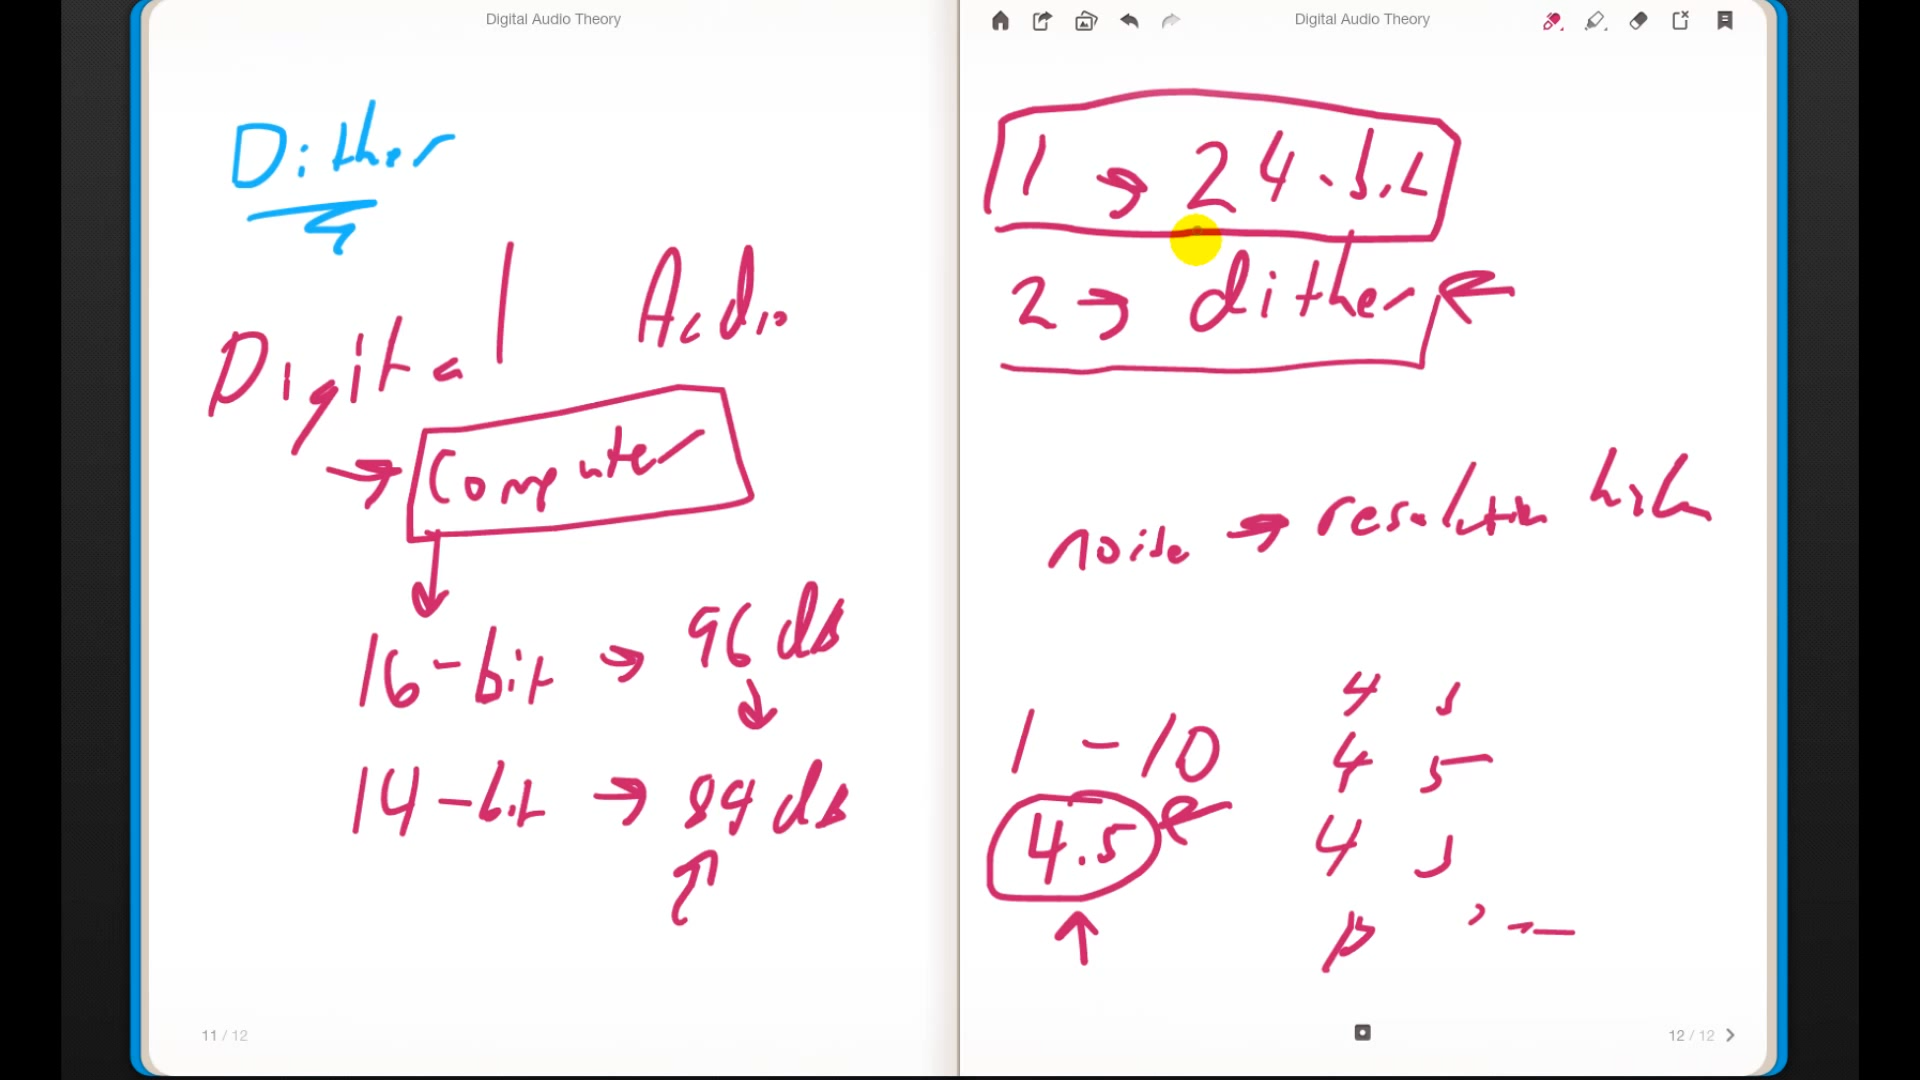 Digital Audio Theory
Dither
Digital Audio
Computer
16-bit → 96 db
14-bit → 84 db
11 / 12
Digital Audio Theory
1 → 24-bit
2 → dither ←
noise → resolution high
1 - 10
4.5
4 5
4 5
4 5
12 / 12